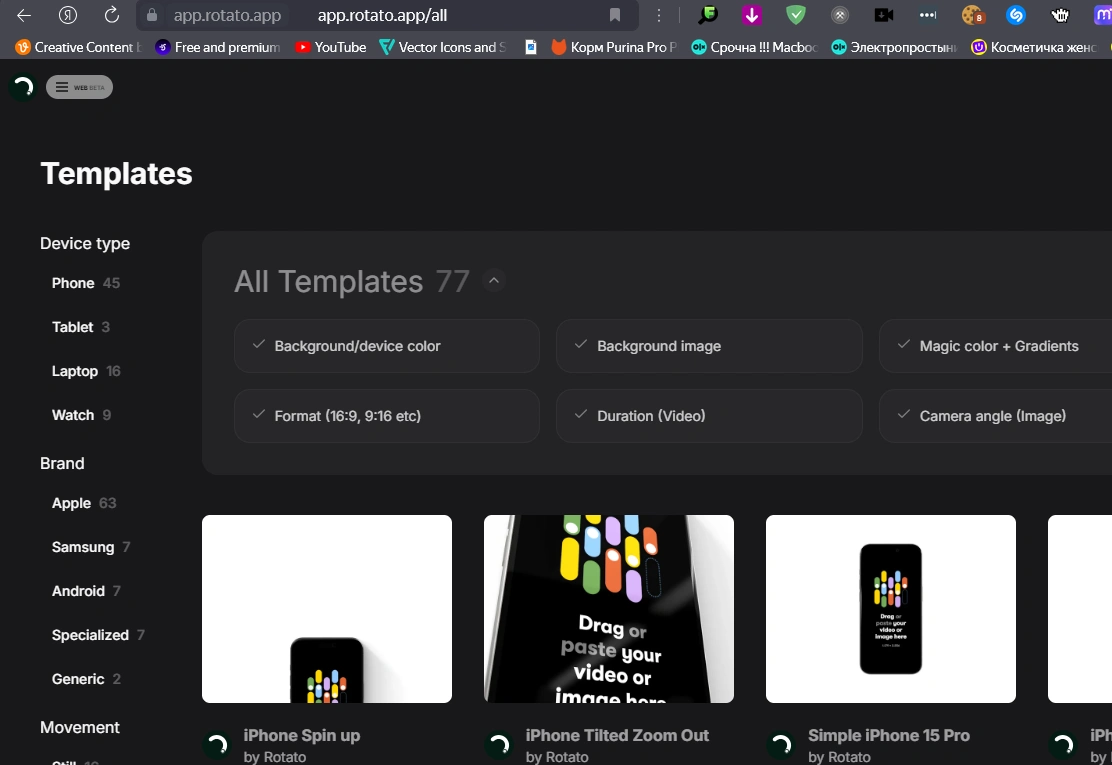 app.rotato.app app.rotato.app/all
8
Creative Content Free and premium YouTube Vector Icons and S Корм Purina Pro P Срочна !!! Macboo Электропростын Косметичка женс
WEB BETA
Templates
Device type
Phone 45
Tablet 3
Laptop 16
Watch 9
Brand
Apple 63
Samsung 7
Android 7
Specialized 7
Generic 2
Movement
Still
All Templates 77
Background/device color
Background image
Magic color + Gradients
Format (16:9, 9:16 etc)
Duration (Video)
Camera angle (Image)
Drag or
paste your
video or
image here
Drag or
paste your
video or
image here
iPhone Spin up
by Rotato
iPhone Tilted Zoom Out
by Rotato
Simple iPhone 15 Pro
by Rotato
iPh
by